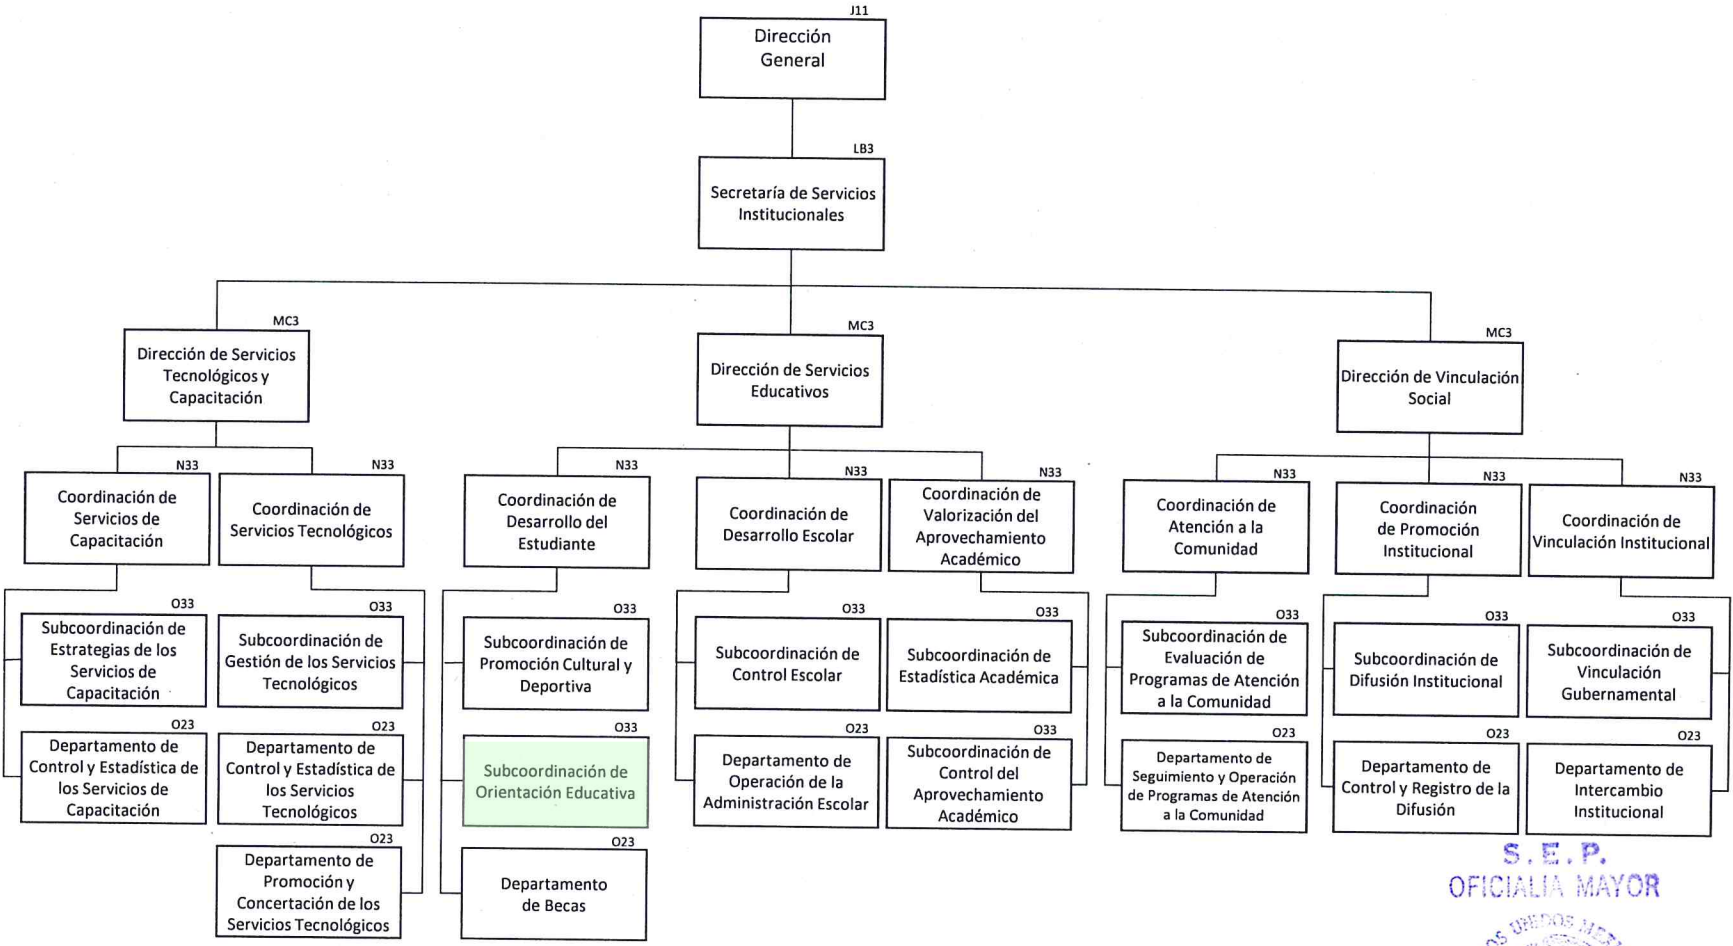 J11
Dirección
General
LB3
Secretaría de Servicios
Institucionales
MC3
Dirección de Servicios
Tecnológicos y
Capacitación
MC3
Dirección de Servicios
Educativos
MC3
Dirección de Vinculación
Social
N33
Coordinación de
Servicios de
Capacitación
N33
Coordinación de
Servicios Tecnológicos
N33
Coordinación de
Desarrollo del
Estudiante
N33
Coordinación de
Desarrollo Escolar
N33
Coordinación de
Valorización del
Aprovechamiento
Académico
N33
Coordinación de
Atención a la
Comunidad
N33
Coordinación
de Promoción
Institucional
N33
Coordinación de
Vinculación Institucional
O33
Subcoordinación de
Estrategias de los
Servicios de
Capacitación
O33
Subcoordinación de
Gestión de los Servicios
Tecnológicos
O33
Subcoordinación de
Promoción Cultural y
Deportiva
O33
Subcoordinación de
Control Escolar
O33
Subcoordinación de
Estadística Académica
O33
Subcoordinación de
Evaluación de
Programas de Atención
a la Comunidad
O33
Subcoordinación de
Difusión Institucional
O33
Subcoordinación de
Vinculación
Gubernamental
O23
Departamento de
Control y Estadística de
los Servicios de
Capacitación
O23
Departamento de
Control y Estadística de
los Servicios
Tecnológicos
O33
Subcoordinación de
Orientación Educativa
O23
Departamento de
Operación de la
Administración Escolar
O33
Subcoordinación de
Control del
Aprovechamiento
Académico
O23
Departamento de
Seguimiento y Operación
de Programas de Atención
a la Comunidad
O23
Departamento de
Control y Registro de la
Difusión
O23
Departamento de
Intercambio
Institucional
O23
Departamento de
Promoción y
Concertación de los
Servicios Tecnológicos
O23
Departamento
de Becas
S.E.P.
OFICIALIA MAYOR